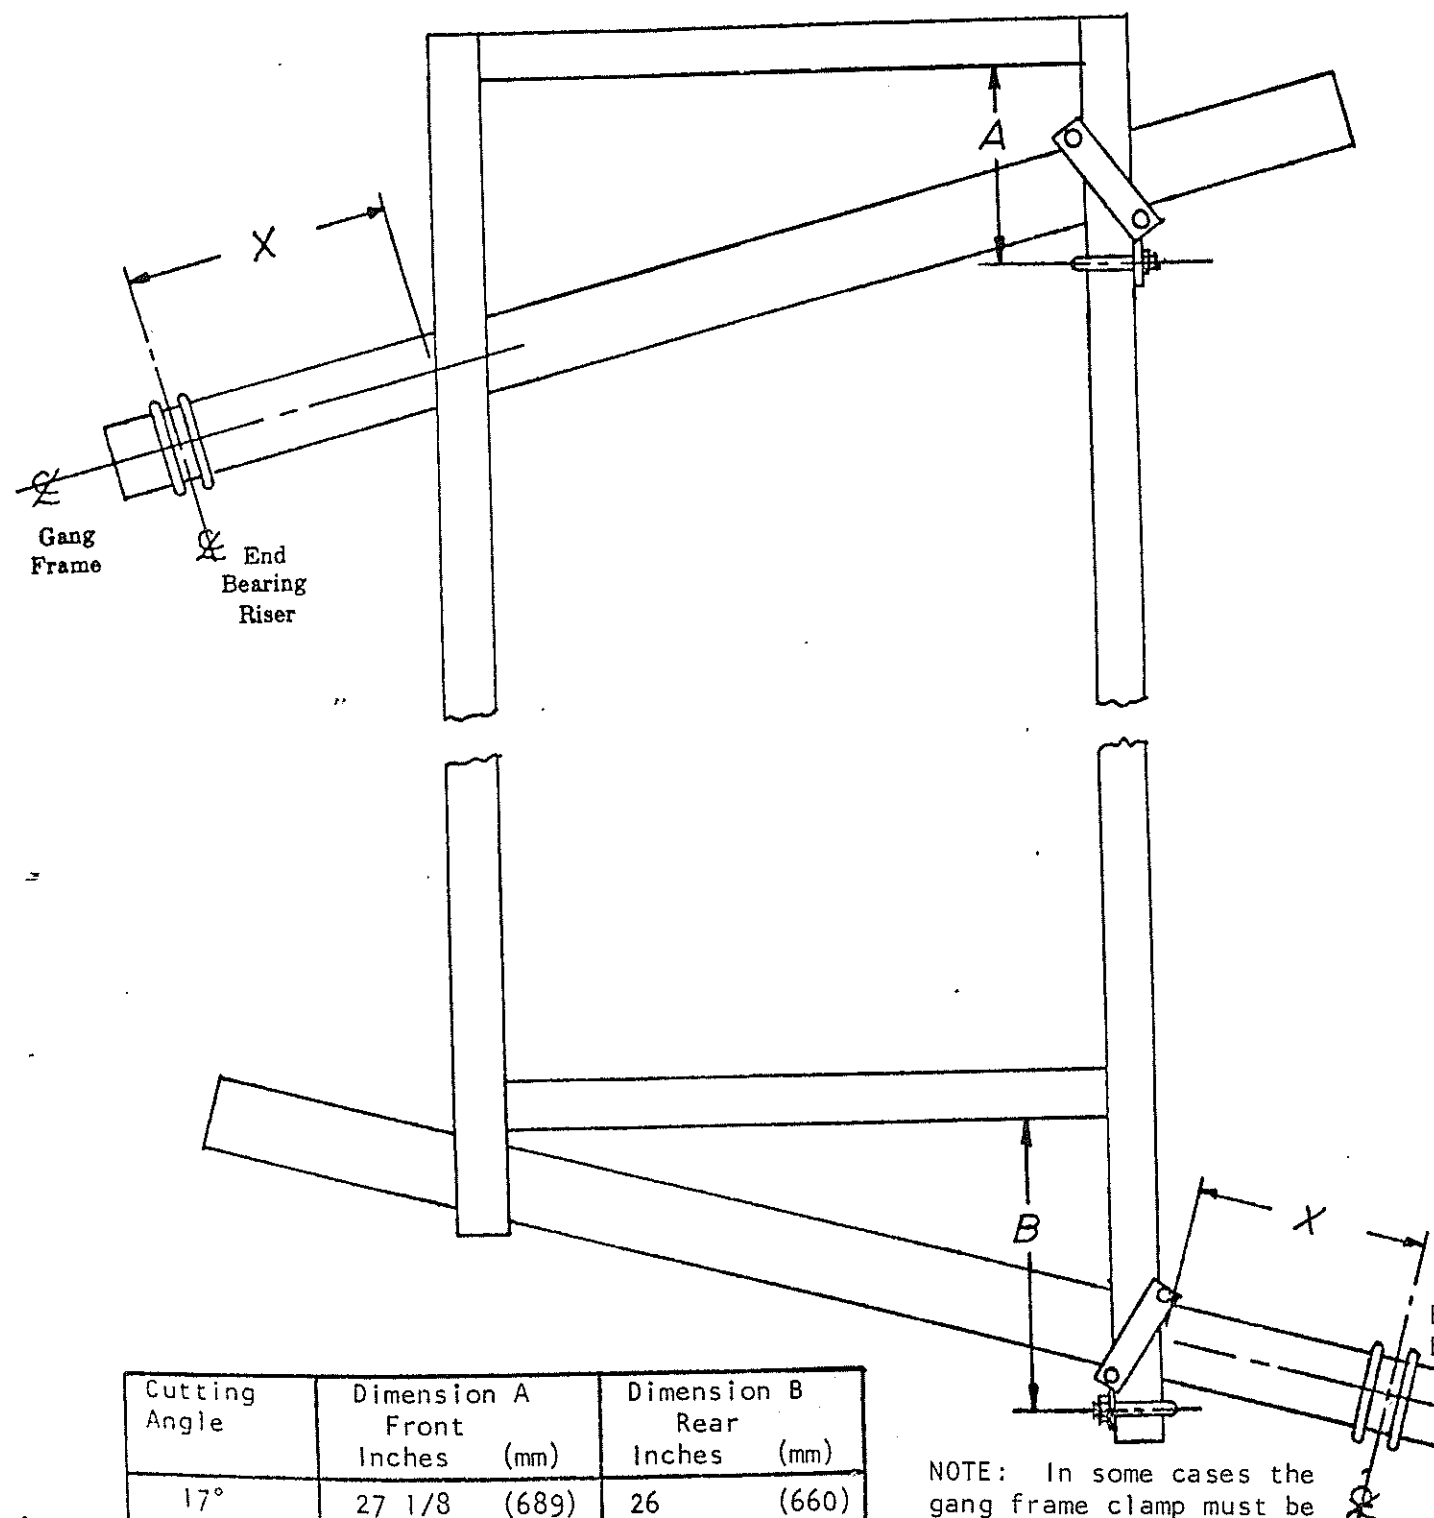 A
X
℄
Gang
Frame
℄ End
Bearing
Riser
B
X
Cutting Angle | Dimension A Front Inches (mm) | Dimension B Rear Inches (mm)
17° | 27 1/8 (689) | 26 (660)
NOTE: In some cases the
gang frame clamp must be
℄